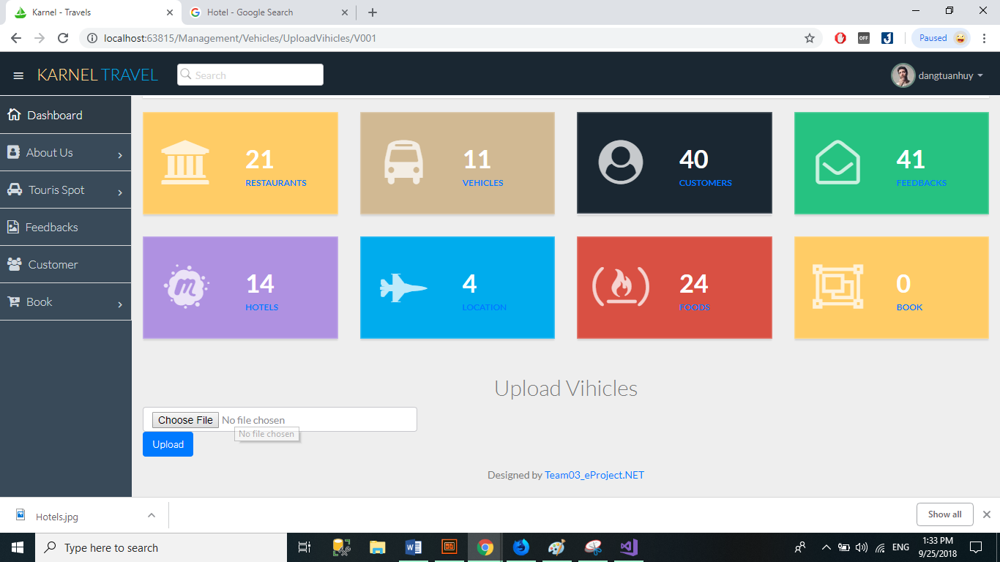 Karnel - Travels
Hotel - Google Search
localhost:63815/Management/Vehicles/UploadVihicles/V001
OFF
Paused
KARNEL TRAVEL
Search
dangtuanhuy
Dashboard
About Us
Touris Spot
Feedbacks
Customer
Book
21
RESTAURANTS
11
VEHICLES
40
CUSTOMERS
41
FEEDBACKS
14
HOTELS
4
LOCATION
24
FOODS
0
BOOK
Upload Vihicles
Choose File No file chosen
No file chosen
Upload
Designed by Team03_eProject.NET
Hotels.jpg
Show all
Type here to search
ENG
1:33 PM
9/25/2018